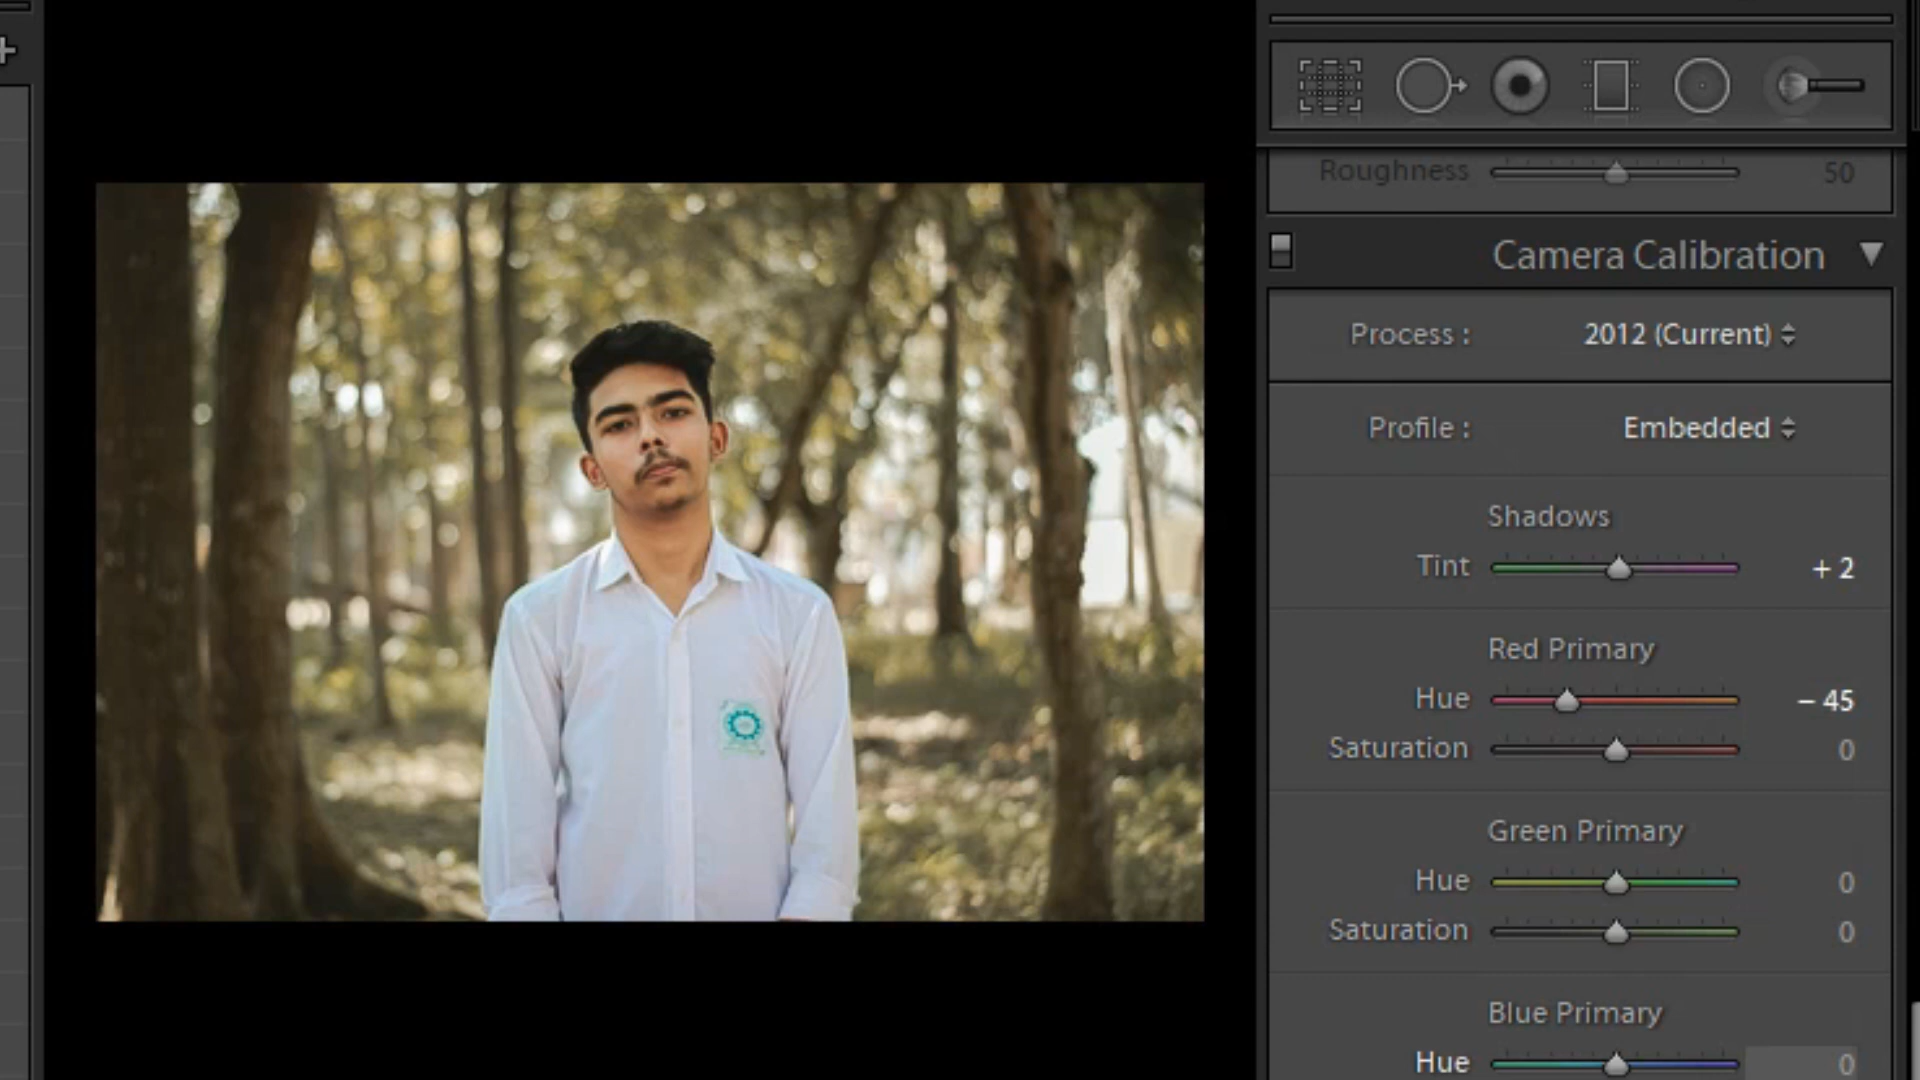 Roughness 50
Camera Calibration
Process : 2012 (Current)
Profile : Embedded
Shadows
Tint + 2
Red Primary
Hue – 45
Saturation 0
Green Primary
Hue 0
Saturation 0
Blue Primary
Hue 0